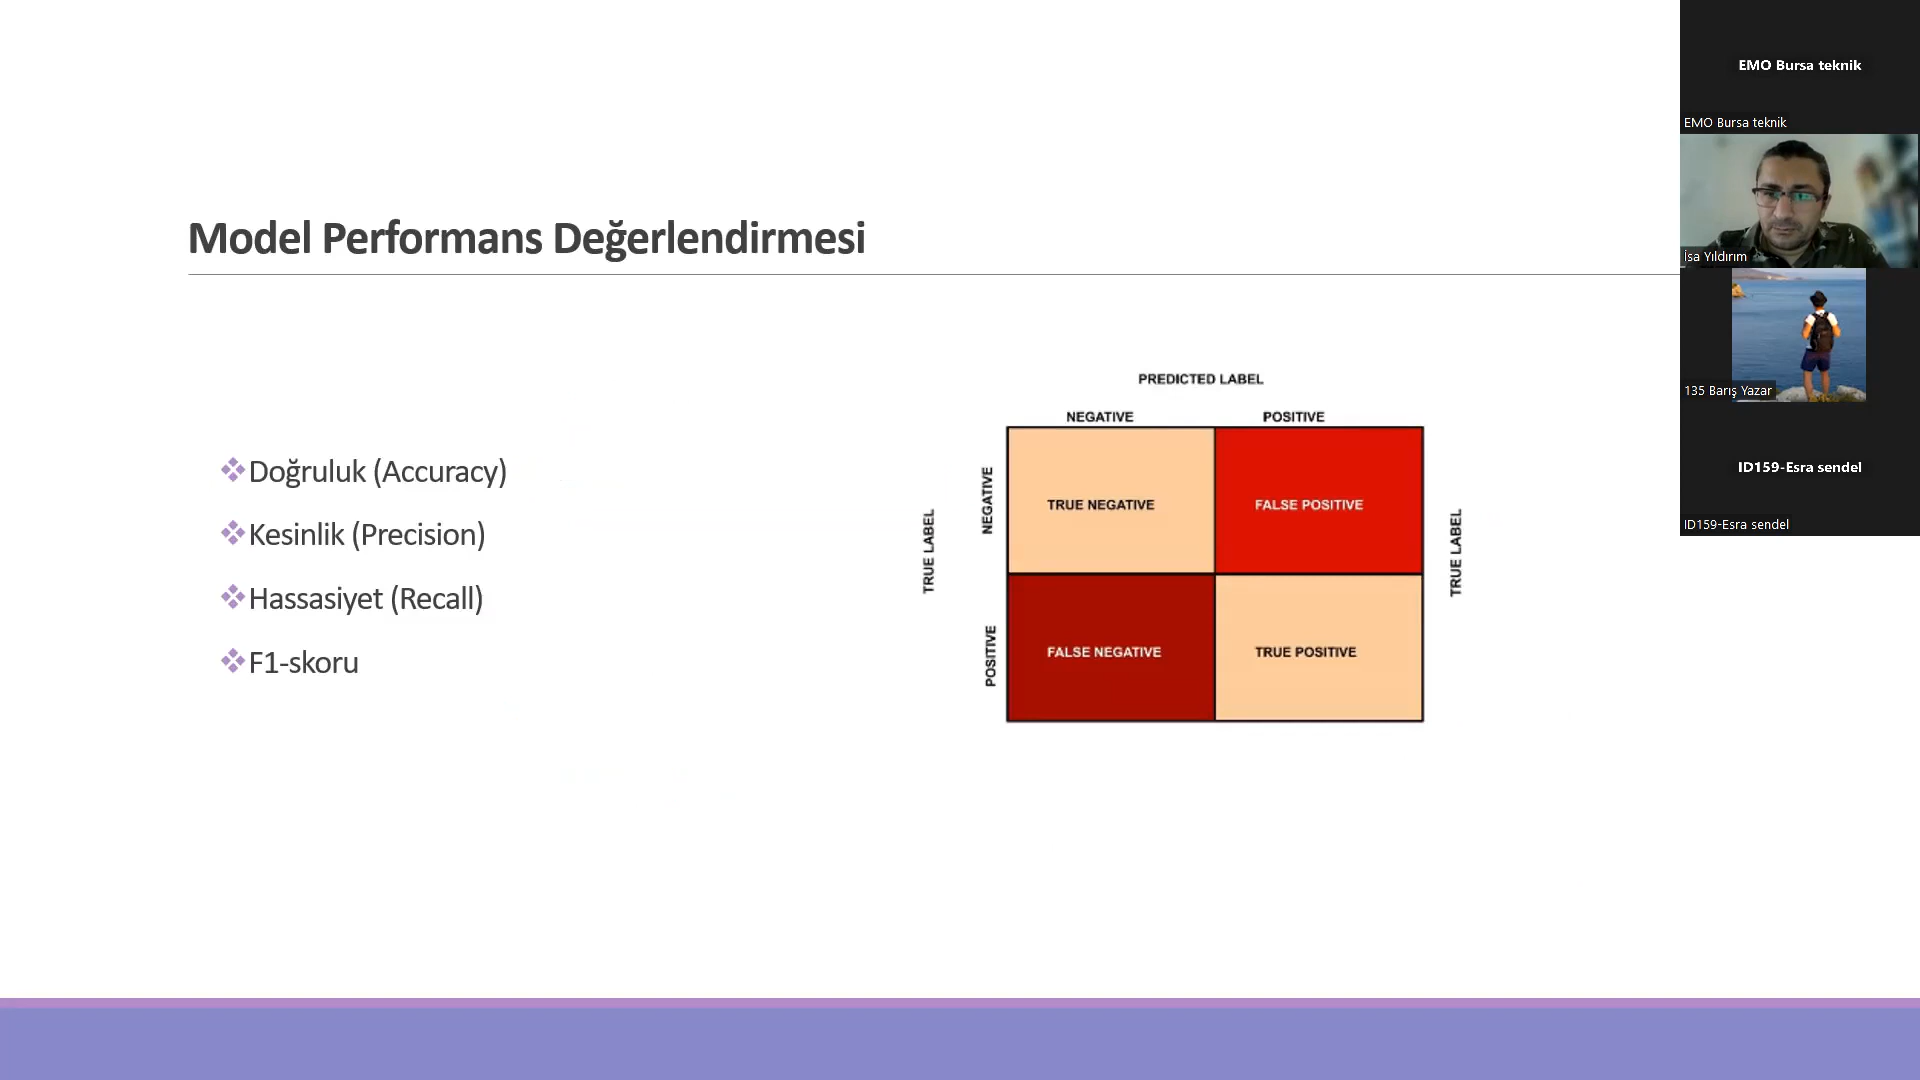 Model Performans Değerlendirmesi
❖Doğruluk (Accuracy)
❖Kesinlik (Precision)
❖Hassasiyet (Recall)
❖F1-skoru
PREDICTED LABEL
NEGATIVE POSITIVE
TRUE LABEL
NEGATIVE
TRUE NEGATIVE
FALSE POSITIVE
POSITIVE
FALSE NEGATIVE
TRUE POSITIVE
TRUE LABEL
EMO Bursa teknik
EMO Bursa teknik
İsa Yıldırım
135 Barış Yazar
ID159-Esra sendel
ID159-Esra sendel